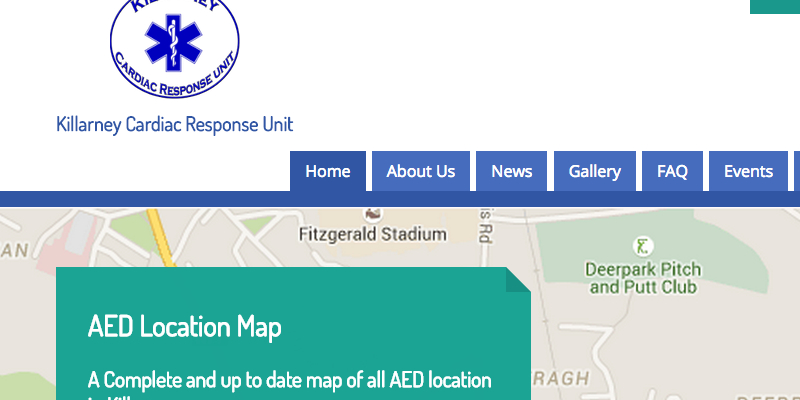 KILLARNEY
CARDIAC RESPONSE UNIT
Killarney Cardiac Response Unit
Home About Us News Gallery FAQ Events
Fitzgerald Stadium
is Rd
AN
Deerpark Pitch
and Putt Club
AED Location Map
A Complete and up to date map of all AED location
RAGH